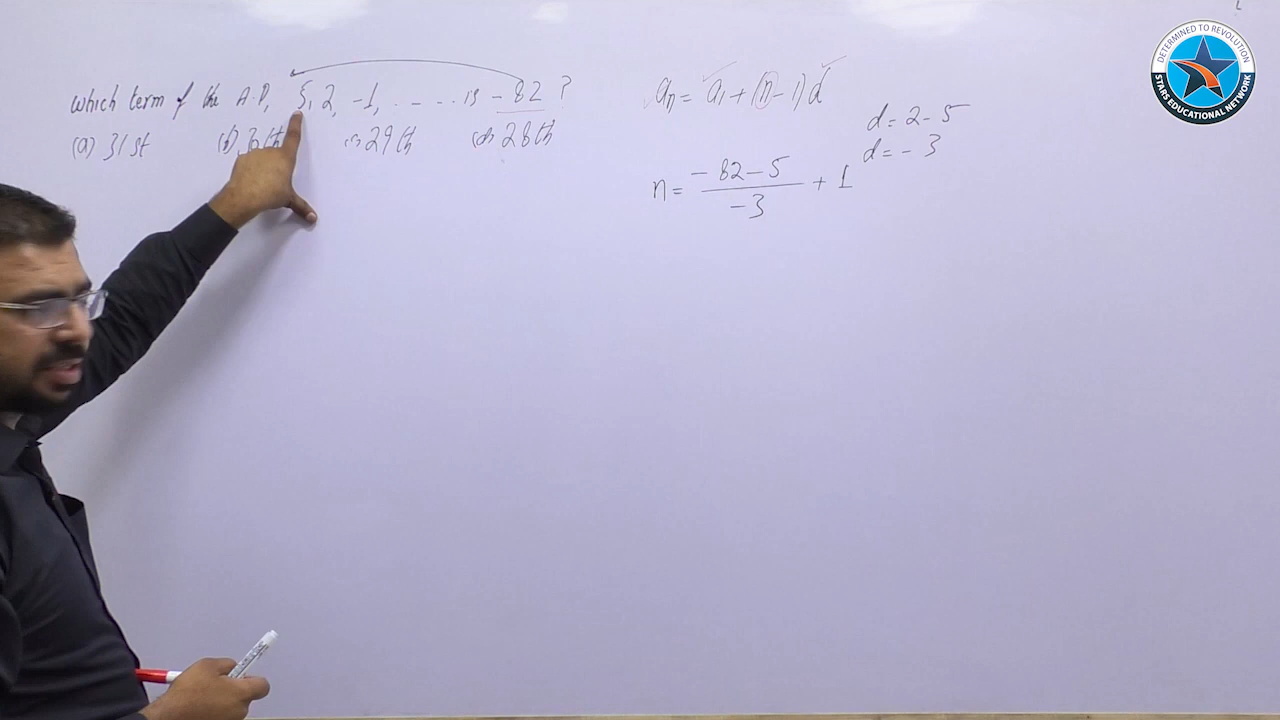 which term of the A.P, 5, 2, -1, . - - . . is - 82 ?
(a) 31st (b) 30th (c) 29th (d) 28th
an = a1 + (n - 1) d
d = 2 - 5
d = - 3
n = (- 82 - 5) / -3 + 1
DETERMINED TO REVOLUTION
STARS EDUCATIONAL NETWORK